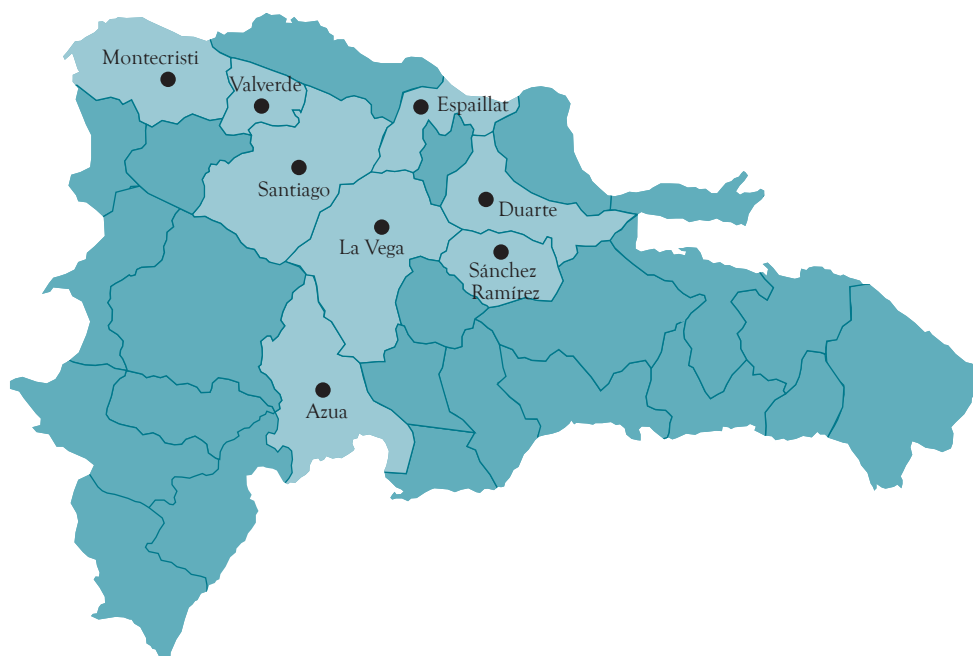 Montecristi
Valverde
Espaillat
Santiago
Duarte
La Vega
Sánchez
Ramírez
Azua